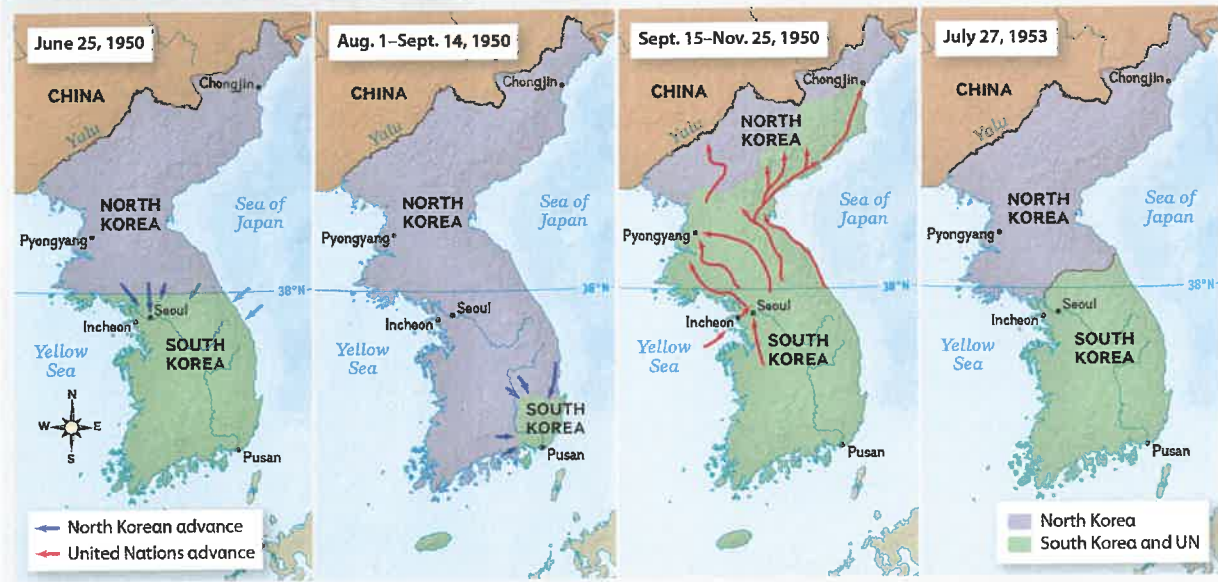 June 25, 1950
Chongjin
CHINA
Yalu
NORTH
KOREA
Sea of
Japan
Pyongyang
38°N
Seoul
Incheon
SOUTH
KOREA
Yellow
Sea
N
W E
S
Pusan
North Korean advance
United Nations advance
Aug. 1–Sept. 14, 1950
Chongjin
CHINA
Yalu
NORTH
KOREA
Sea of
Japan
Pyongyang
38°N
Seoul
Incheon
Yellow
Sea
SOUTH
KOREA
Pusan
Sept. 15–Nov. 25, 1950
Chongjin
CHINA
Yalu
NORTH
KOREA
Sea of
Japan
Pyongyang
38°N
Seoul
Incheon
Yellow
Sea
SOUTH
KOREA
Pusan
July 27, 1953
Chongjin
CHINA
Yalu
NORTH
KOREA
Sea of
Japan
Pyongyang
38°N
Seoul
Incheon
Yellow
Sea
SOUTH
KOREA
Pusan
North Korea
South Korea and UN